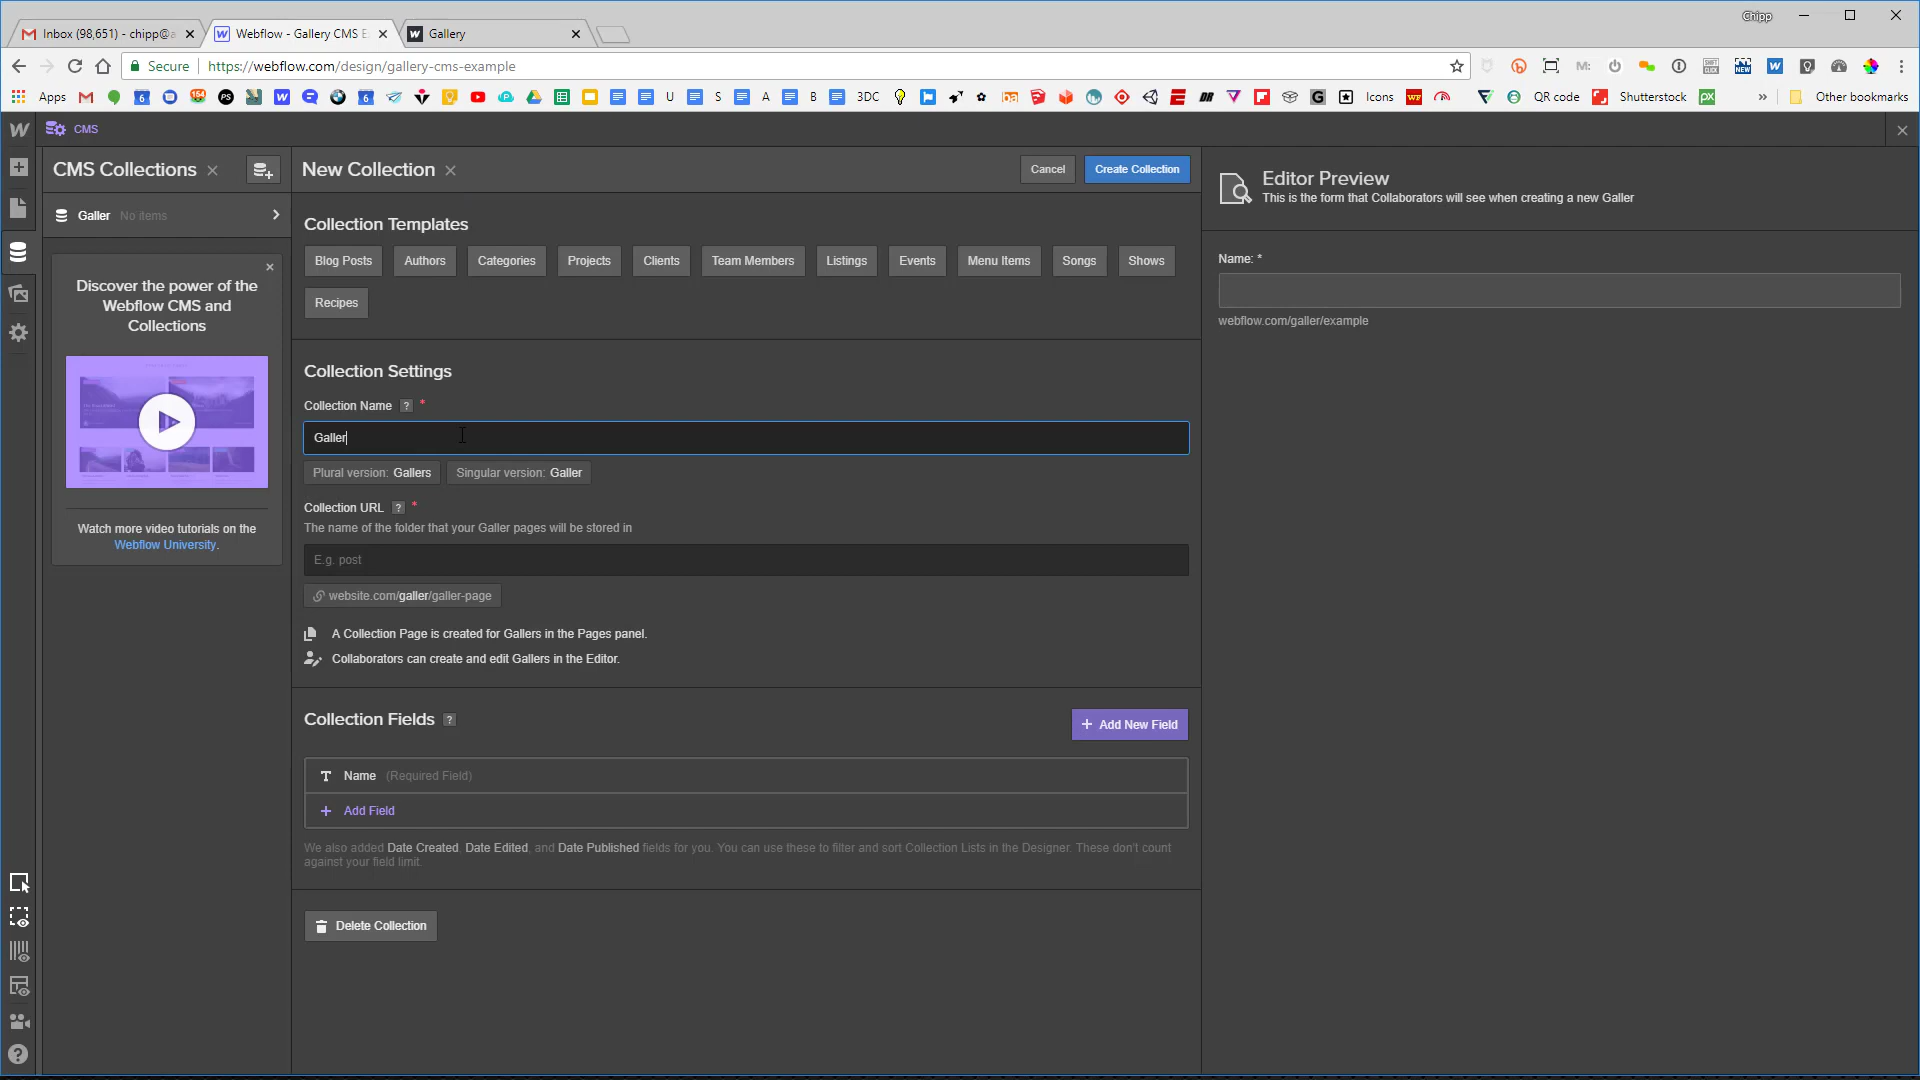 Chipp
Inbox (98,651) - chipp@a
Webflow - Gallery CMS E
Gallery
Secure
https://webflow.com/design/gallery-cms-example
Apps
U
S
A
B
3DC
Icons
QR code
Shutterstock
»
Other bookmarks
CMS
CMS Collections
New Collection
Cancel
Create Collection
Editor Preview
This is the form that Collaborators will see when creating a new Galler
Galler No items
Collection Templates
Blog Posts
Authors
Categories
Projects
Clients
Team Members
Listings
Events
Menu Items
Songs
Shows
Recipes
Name: *
webflow.com/galler/example
Discover the power of the
Webflow CMS and
Collections
Watch more video tutorials on the
Webflow University.
Collection Settings
Collection Name ? *
Galler
Plural version: Gallers
Singular version: Galler
Collection URL ? *
The name of the folder that your Galler pages will be stored in
E.g. post
website.com/galler/galler-page
A Collection Page is created for Gallers in the Pages panel.
Collaborators can create and edit Gallers in the Editor.
Collection Fields ?
+ Add New Field
T Name (Required Field)
+ Add Field
We also added Date Created, Date Edited, and Date Published fields for you. You can use these to filter and sort Collection Lists in the Designer. These don't count
against your field limit.
Delete Collection